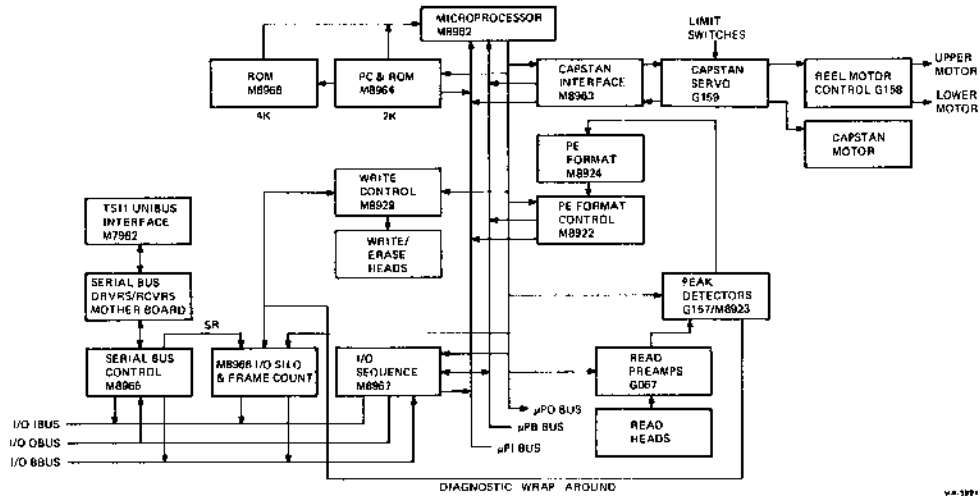 MICROPROCESSOR
M8962
LIMIT
SWITCHES
ROM
M8968
4K
PC & ROM
M8964
2K
CAPSTAN
INTERFACE
M8963
CAPSTAN
SERVO
G159
REEL MOTOR
CONTROL G158
UPPER
MOTOR
LOWER
MOTOR
CAPSTAN
MOTOR
PE
FORMAT
M8924
WRITE
CONTROL
M8929
PE FORMAT
CONTROL
M8922
TS11 UNIBUS
INTERFACE
M7982
WRITE/
ERASE
HEADS
SERIAL BUS
DRVRS/RCVRS
MOTHER BOARD
PEAK
DETECTORS
G157/M8923
SR
SERIAL BUS
CONTROL
M8965
M8966 I/O SILO
& FRAME COUNT
I/O
SEQUENCE
M8967
READ
PREAMPS
G067
READ
HEADS
I/O IBUS
I/O OBUS
I/O BBUS
µPO BUS
µPB BUS
µPI BUS
DIAGNOSTIC WRAP AROUND